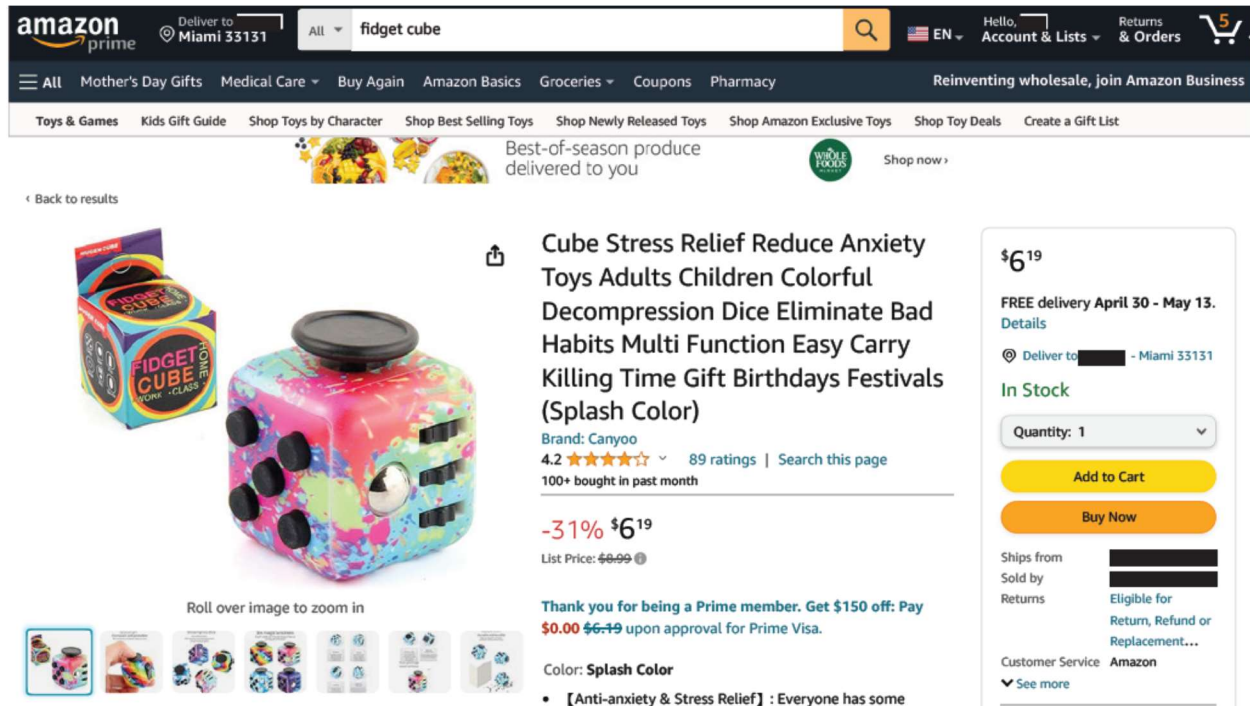 amazon
prime
Deliver to
Miami 33131
All
fidget cube
EN
Hello,
Account & Lists
Returns
& Orders
5
All Mother's Day Gifts Medical Care Buy Again Amazon Basics Groceries Coupons Pharmacy
Reinventing wholesale, join Amazon Business
Toys & Games Kids Gift Guide Shop Toys by Character Shop Best Selling Toys Shop Newly Released Toys Shop Amazon Exclusive Toys Shop Toy Deals Create a Gift List
Best-of-season produce
delivered to you
WHOLE
FOODS
MARKET
Shop now ›
‹ Back to results
FIDGET
CUBE
HOME
WORK · CLASS
FIDGET
CUBE
HOME
WORK · CLASS
Roll over image to zoom in
Cube Stress Relief Reduce Anxiety
Toys Adults Children Colorful
Decompression Dice Eliminate Bad
Habits Multi Function Easy Carry
Killing Time Gift Birthdays Festivals
(Splash Color)
Brand: Canyoo
4.2 89 ratings | Search this page
100+ bought in past month
-31% $6 19
List Price: $8.99
Thank you for being a Prime member. Get $150 off: Pay
$0.00 $6.19 upon approval for Prime Visa.
Color: Splash Color
• 【Anti-anxiety & Stress Relief】: Everyone has some
$6 19
FREE delivery April 30 - May 13.
Details
Deliver to - Miami 33131
In Stock
Quantity: 1
Add to Cart
Buy Now
Ships from
Sold by
Returns Eligible for
Return, Refund or
Replacement...
Customer Service Amazon
See more